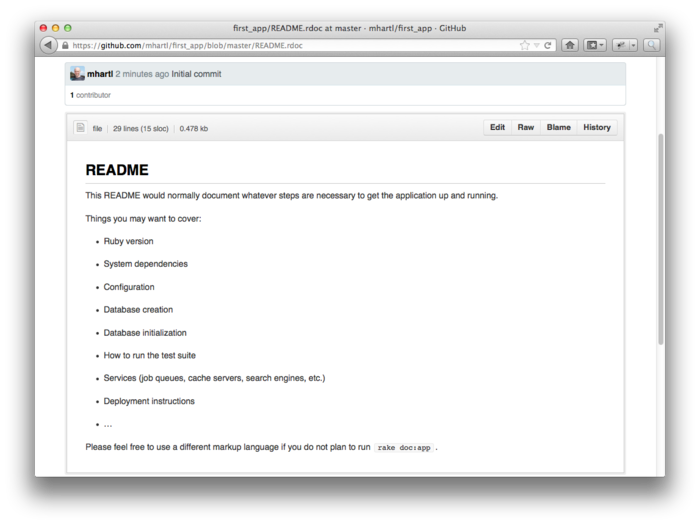 first_app/README.rdoc at master · mhartl/first_app · GitHub
https://github.com/mhartl/first_app/blob/master/README.rdoc
mhartl 2 minutes ago Initial commit
1 contributor
file | 29 lines (15 sloc) | 0.478 kb
Edit Raw Blame History
README
This README would normally document whatever steps are necessary to get the application up and running.
Things you may want to cover:
• Ruby version
• System dependencies
• Configuration
• Database creation
• Database initialization
• How to run the test suite
• Services (job queues, cache servers, search engines, etc.)
• Deployment instructions
• ...
Please feel free to use a different markup language if you do not plan to run rake doc:app .